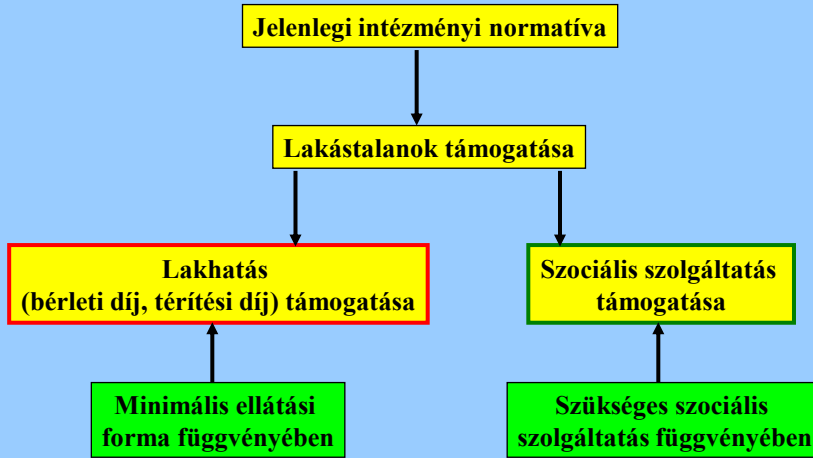 Jelenlegi intézményi normatíva
Lakástalanok támogatása
Lakhatás
(bérleti díj, térítési díj) támogatása
Szociális szolgáltatás
támogatása
Minimális ellátási
forma függvényében
Szükséges szociális
szolgáltatás függvényében